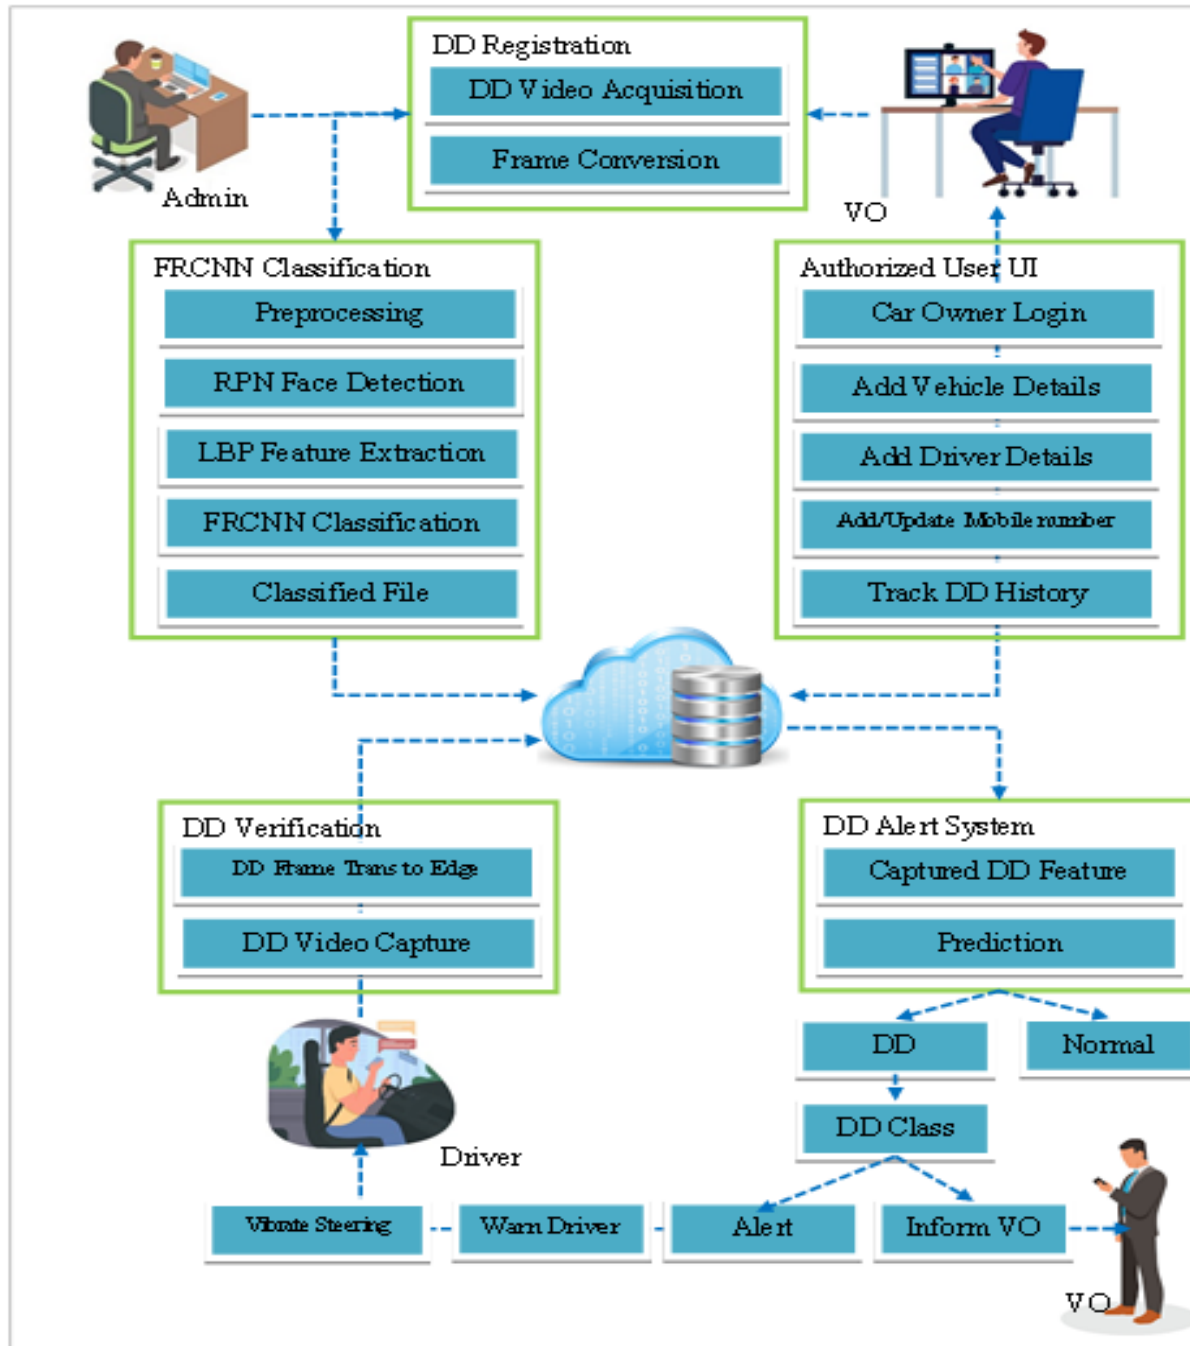 DD Registration
DD Video Acquisition
Frame Conversion
Admin
VO
FRCNN Classification
Preprocessing
RPN Face Detection
LBP Feature Extraction
FRCNN Classification
Classified File
Authorized User UI
Car Owner Login
Add Vehicle Details
Add Driver Details
Add/Update Mobile number
Track DD History
DD Verification
DD Frame Trans to Edge
DD Video Capture
Driver
DD Alert System
Captured DD Feature
Prediction
DD
Normal
DD Class
Vibrate Steering
Warn Driver
Alert
Inform VO
VO